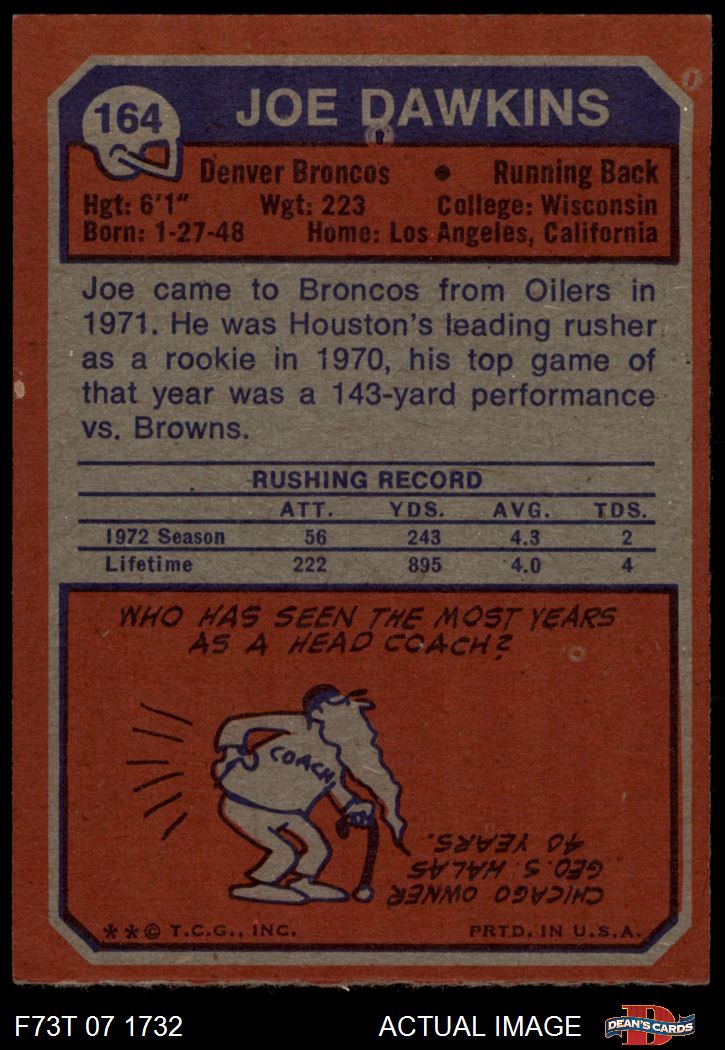 164
JOE DAWKINS
Denver Broncos • Running Back
Hgt: 6'1" Wgt: 223 College: Wisconsin
Born: 1-27-48 Home: Los Angeles, California
Joe came to Broncos from Oilers in
1971. He was Houston's leading rusher
as a rookie in 1970, his top game of
that year was a 143-yard performance
vs. Browns.
RUSHING RECORD
ATT. YDS. AVG. TDS.
1972 Season 56 243 4.3 2
Lifetime 222 895 4.0 4
WHO HAS SEEN THE MOST YEARS
AS A HEAD COACH?
COACH
CHICAGO OWNER
GEO. S. HALAS
40 YEARS.
**© T.C.G., INC. PRTD. IN U.S.A.
F73T 07 1732 ACTUAL IMAGE
D
DEAN'S CARDS